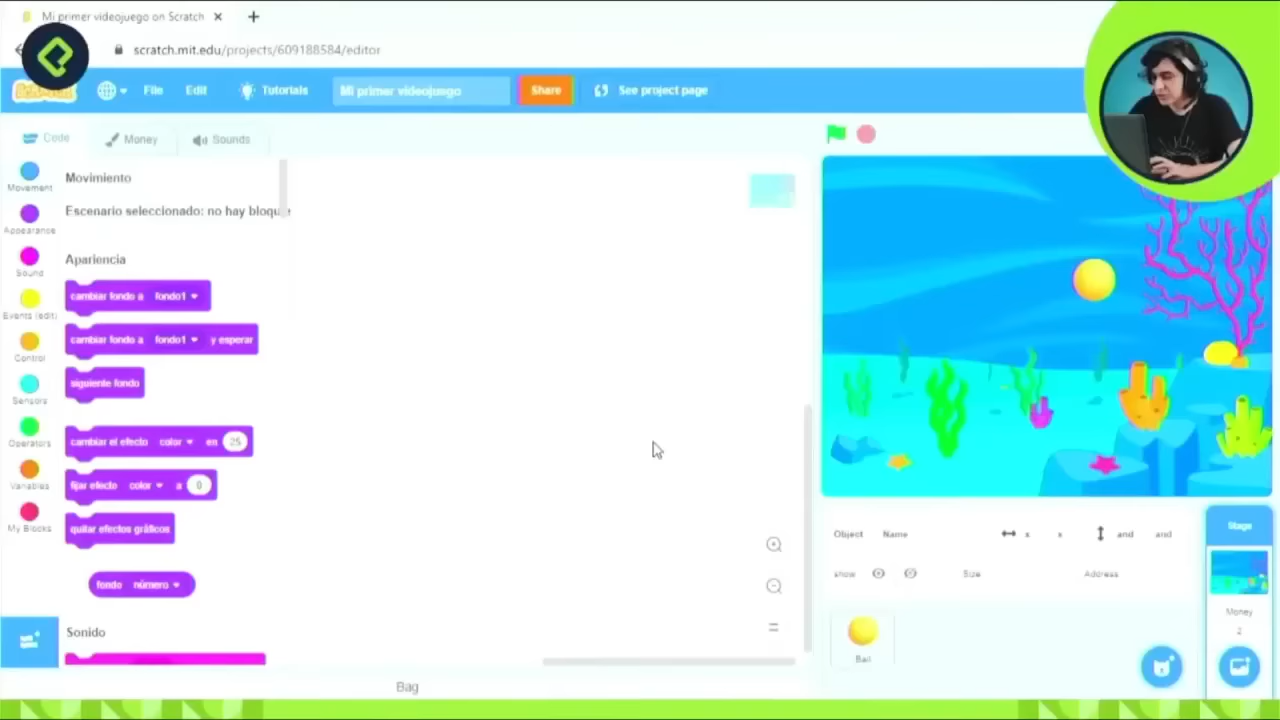 Mi primer videojuego on Scratch
scratch.mit.edu/projects/609188584/editor
File Edit Tutorials Mi primer videojuego Share See project page
Code Money Sounds
Movement
Appearance
Sound
Events (edit)
Control
Sensors
Operators
Variables
My Blocks
Movimiento
Escenario seleccionado: no hay bloque
Apariencia
cambiar fondo a fondo1
cambiar fondo a fondo1 y esperar
siguiente fondo
cambiar el efecto color en 25
fijar efecto color a 0
quitar efectos gráficos
fondo número
Sonido
Bag
Object Name x x and and
show Size Address
Ball
Stage
Money
2